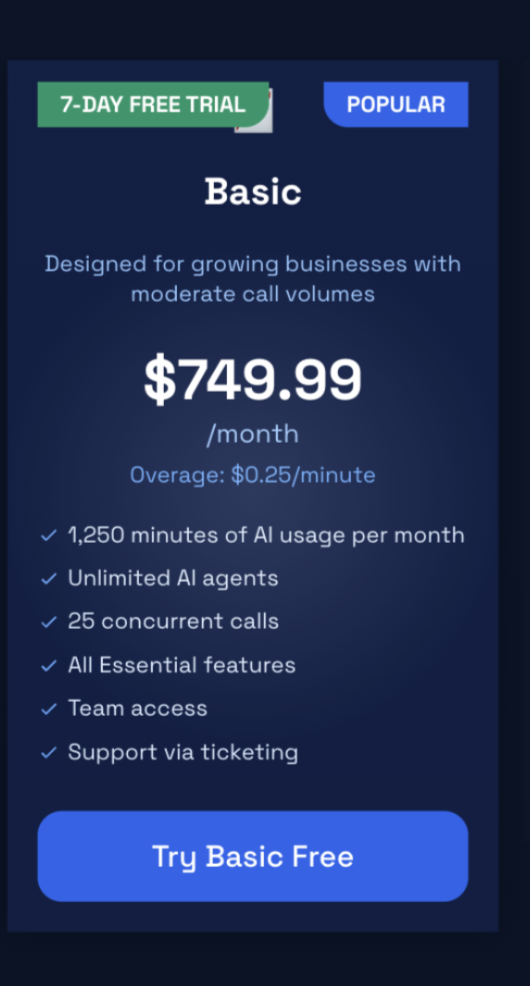 7-DAY FREE TRIAL
POPULAR
Basic
Designed for growing businesses with
moderate call volumes
$749.99
/month
Overage: $0.25/minute
1,250 minutes of AI usage per month
Unlimited AI agents
25 concurrent calls
All Essential features
Team access
Support via ticketing
Try Basic Free